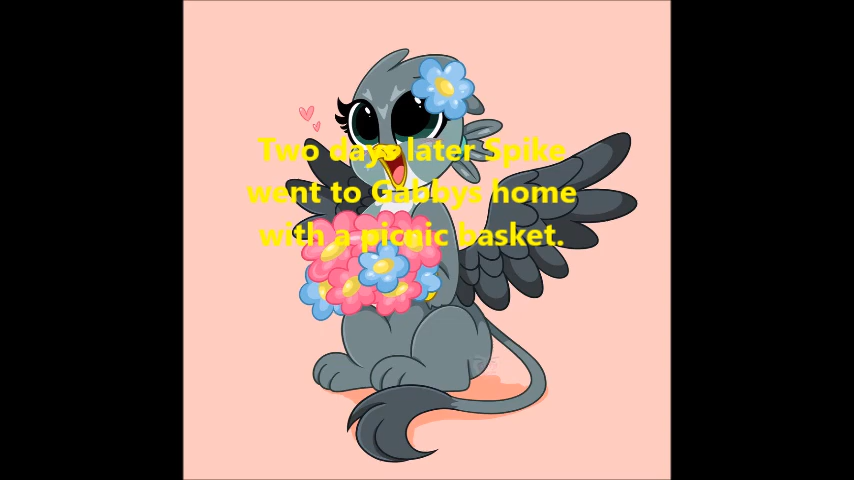 Two days later Spike
went to Gabbys home
with a picnic basket.